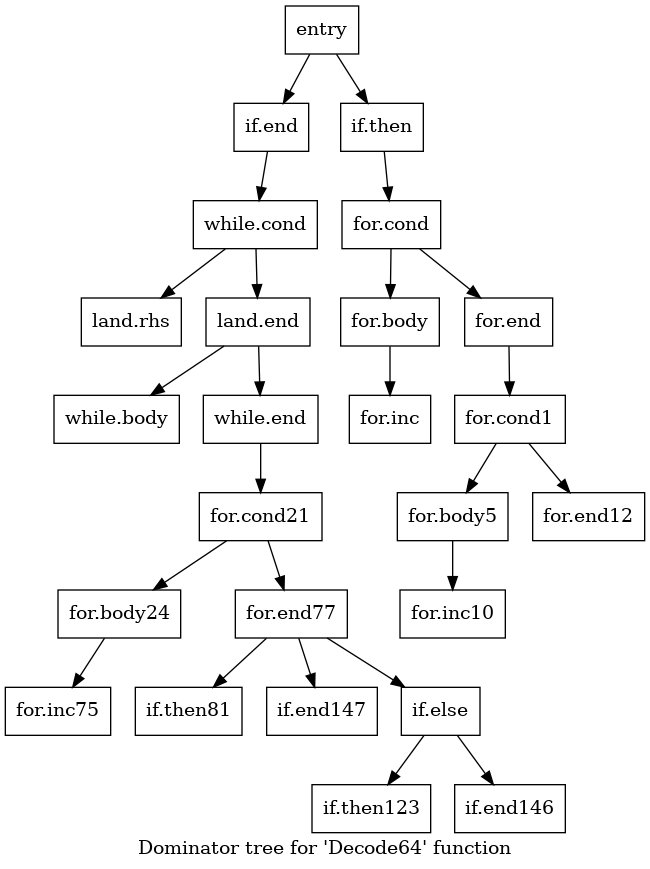 entry
if.end
if.then
while.cond
for.cond
land.rhs
land.end
for.body
for.end
while.body
while.end
for.inc
for.cond1
for.cond21
for.body5
for.end12
for.body24
for.end77
for.inc10
for.inc75
if.then81
if.end147
if.else
if.then123
if.end146
Dominator tree for 'Decode64' function